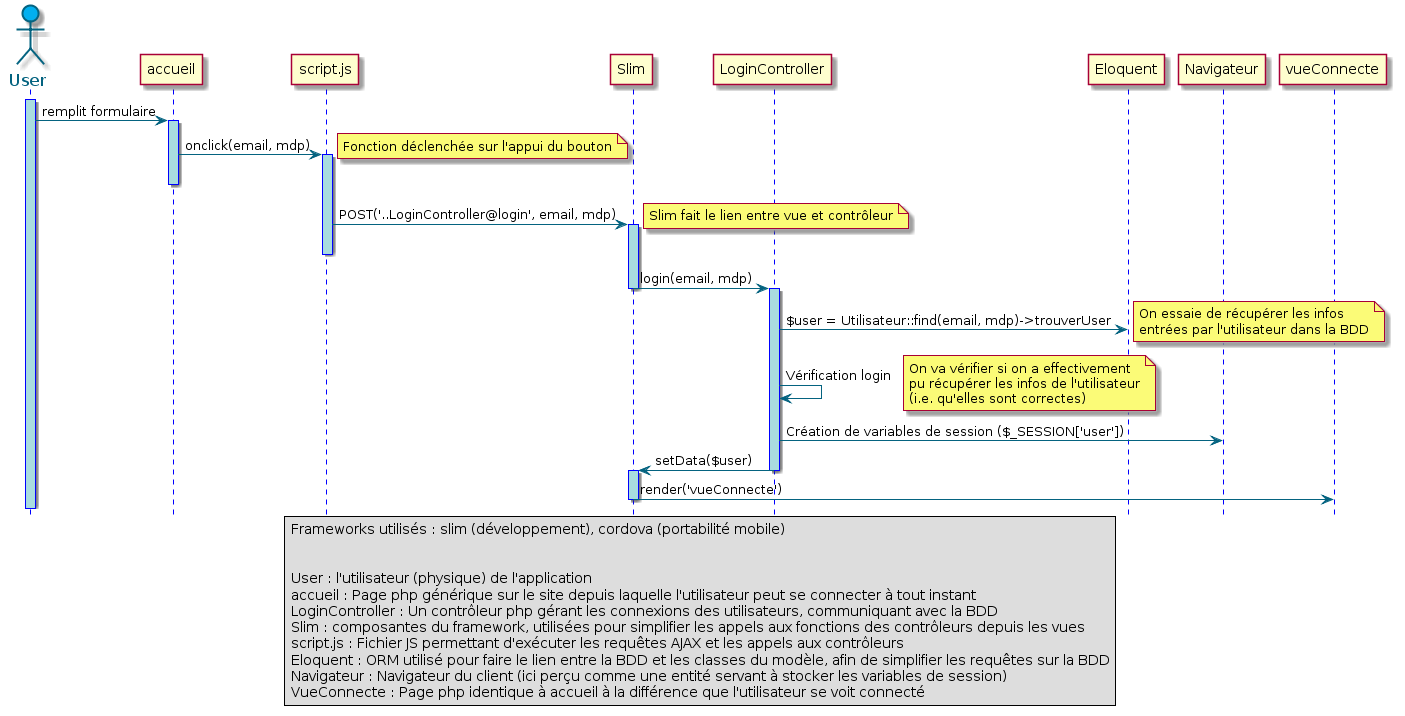 User
accueil
script.js
Slim
LoginController
Eloquent
Navigateur
vueConnecte
remplit formulaire
onclick(email, mdp)
Fonction déclenchée sur l'appui du bouton
POST('..LoginController@login', email, mdp)
Slim fait le lien entre vue et contrôleur
login(email, mdp)
$user = Utilisateur::find(email, mdp)->trouverUser
On essaie de récupérer les infos
entrées par l'utilisateur dans la BDD
Vérification login
On va vérifier si on a effectivement
pu récupérer les infos de l'utilisateur
(i.e. qu'elles sont correctes)
Création de variables de session ($_SESSION['user'])
setData($user)
render('vueConnecte')
Frameworks utilisés : slim (développement), cordova (portabilité mobile)
User : l'utilisateur (physique) de l'application
accueil : Page php générique sur le site depuis laquelle l'utilisateur peut se connecter à tout instant
LoginController : Un contrôleur php gérant les connexions des utilisateurs, communiquant avec la BDD
Slim : composantes du framework, utilisées pour simplifier les appels aux fonctions des contrôleurs depuis les vues
script.js : Fichier JS permettant d'exécuter les requêtes AJAX et les appels aux contrôleurs
Eloquent : ORM utilisé pour faire le lien entre la BDD et les classes du modèle, afin de simplifier les requêtes sur la BDD
Navigateur : Navigateur du client (ici perçu comme une entité servant à stocker les variables de session)
VueConnecte : Page php identique à accueil à la différence que l'utilisateur se voit connecté